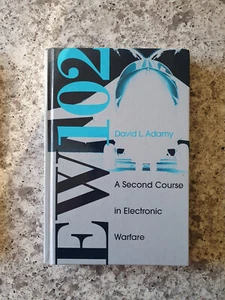 EW 102
David L. Adamy
A Second Course
in Electronic
Warfare